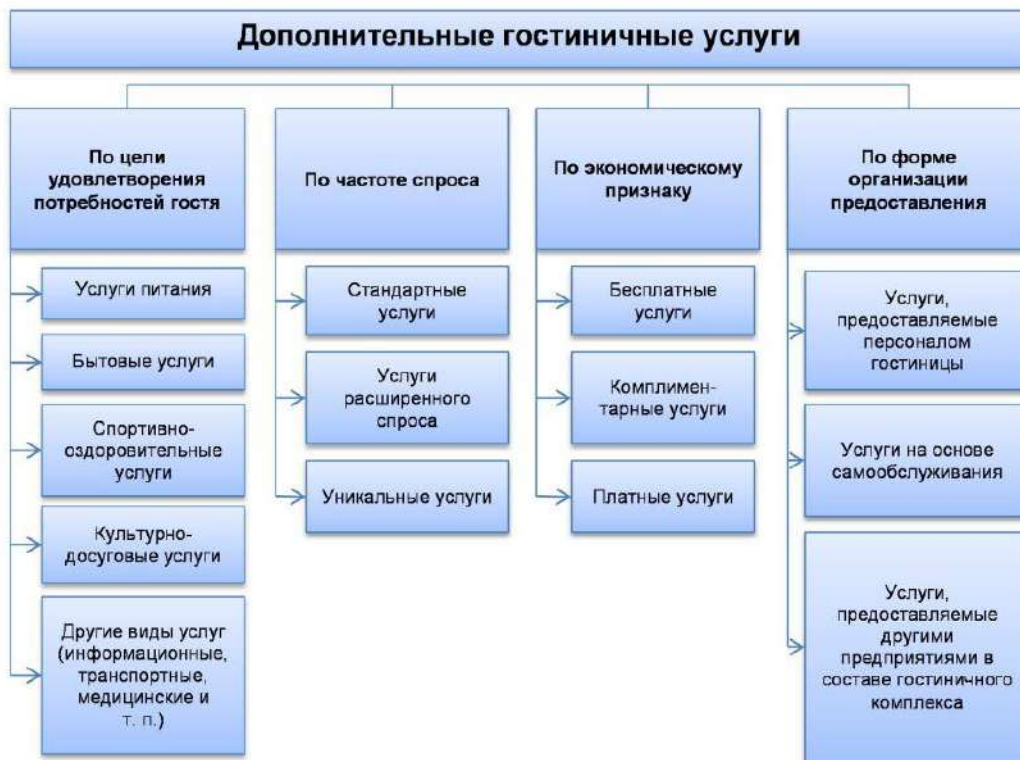 Дополнительные гостиничные услуги
По цели
удовлетворения
потребностей гостя
Услуги питания
Бытовые услуги
Спортивно-
оздоровительные
услуги
Культурно-
досуговые услуги
Другие виды услуг
(информационные,
транспортные,
медицинские и
т. п.)
По частоте спроса
Стандартные
услуги
Услуги
расширенного
спроса
Уникальные услуги
По экономическому
признаку
Бесплатные
услуги
Комплимен-
тарные услуги
Платные услуги
По форме
организации
предоставления
Услуги,
предоставляемые
персоналом
гостиницы
Услуги на основе
самообслуживания
Услуги,
предоставляемые
другими
предприятиями в
составе гостиничного
комплекса